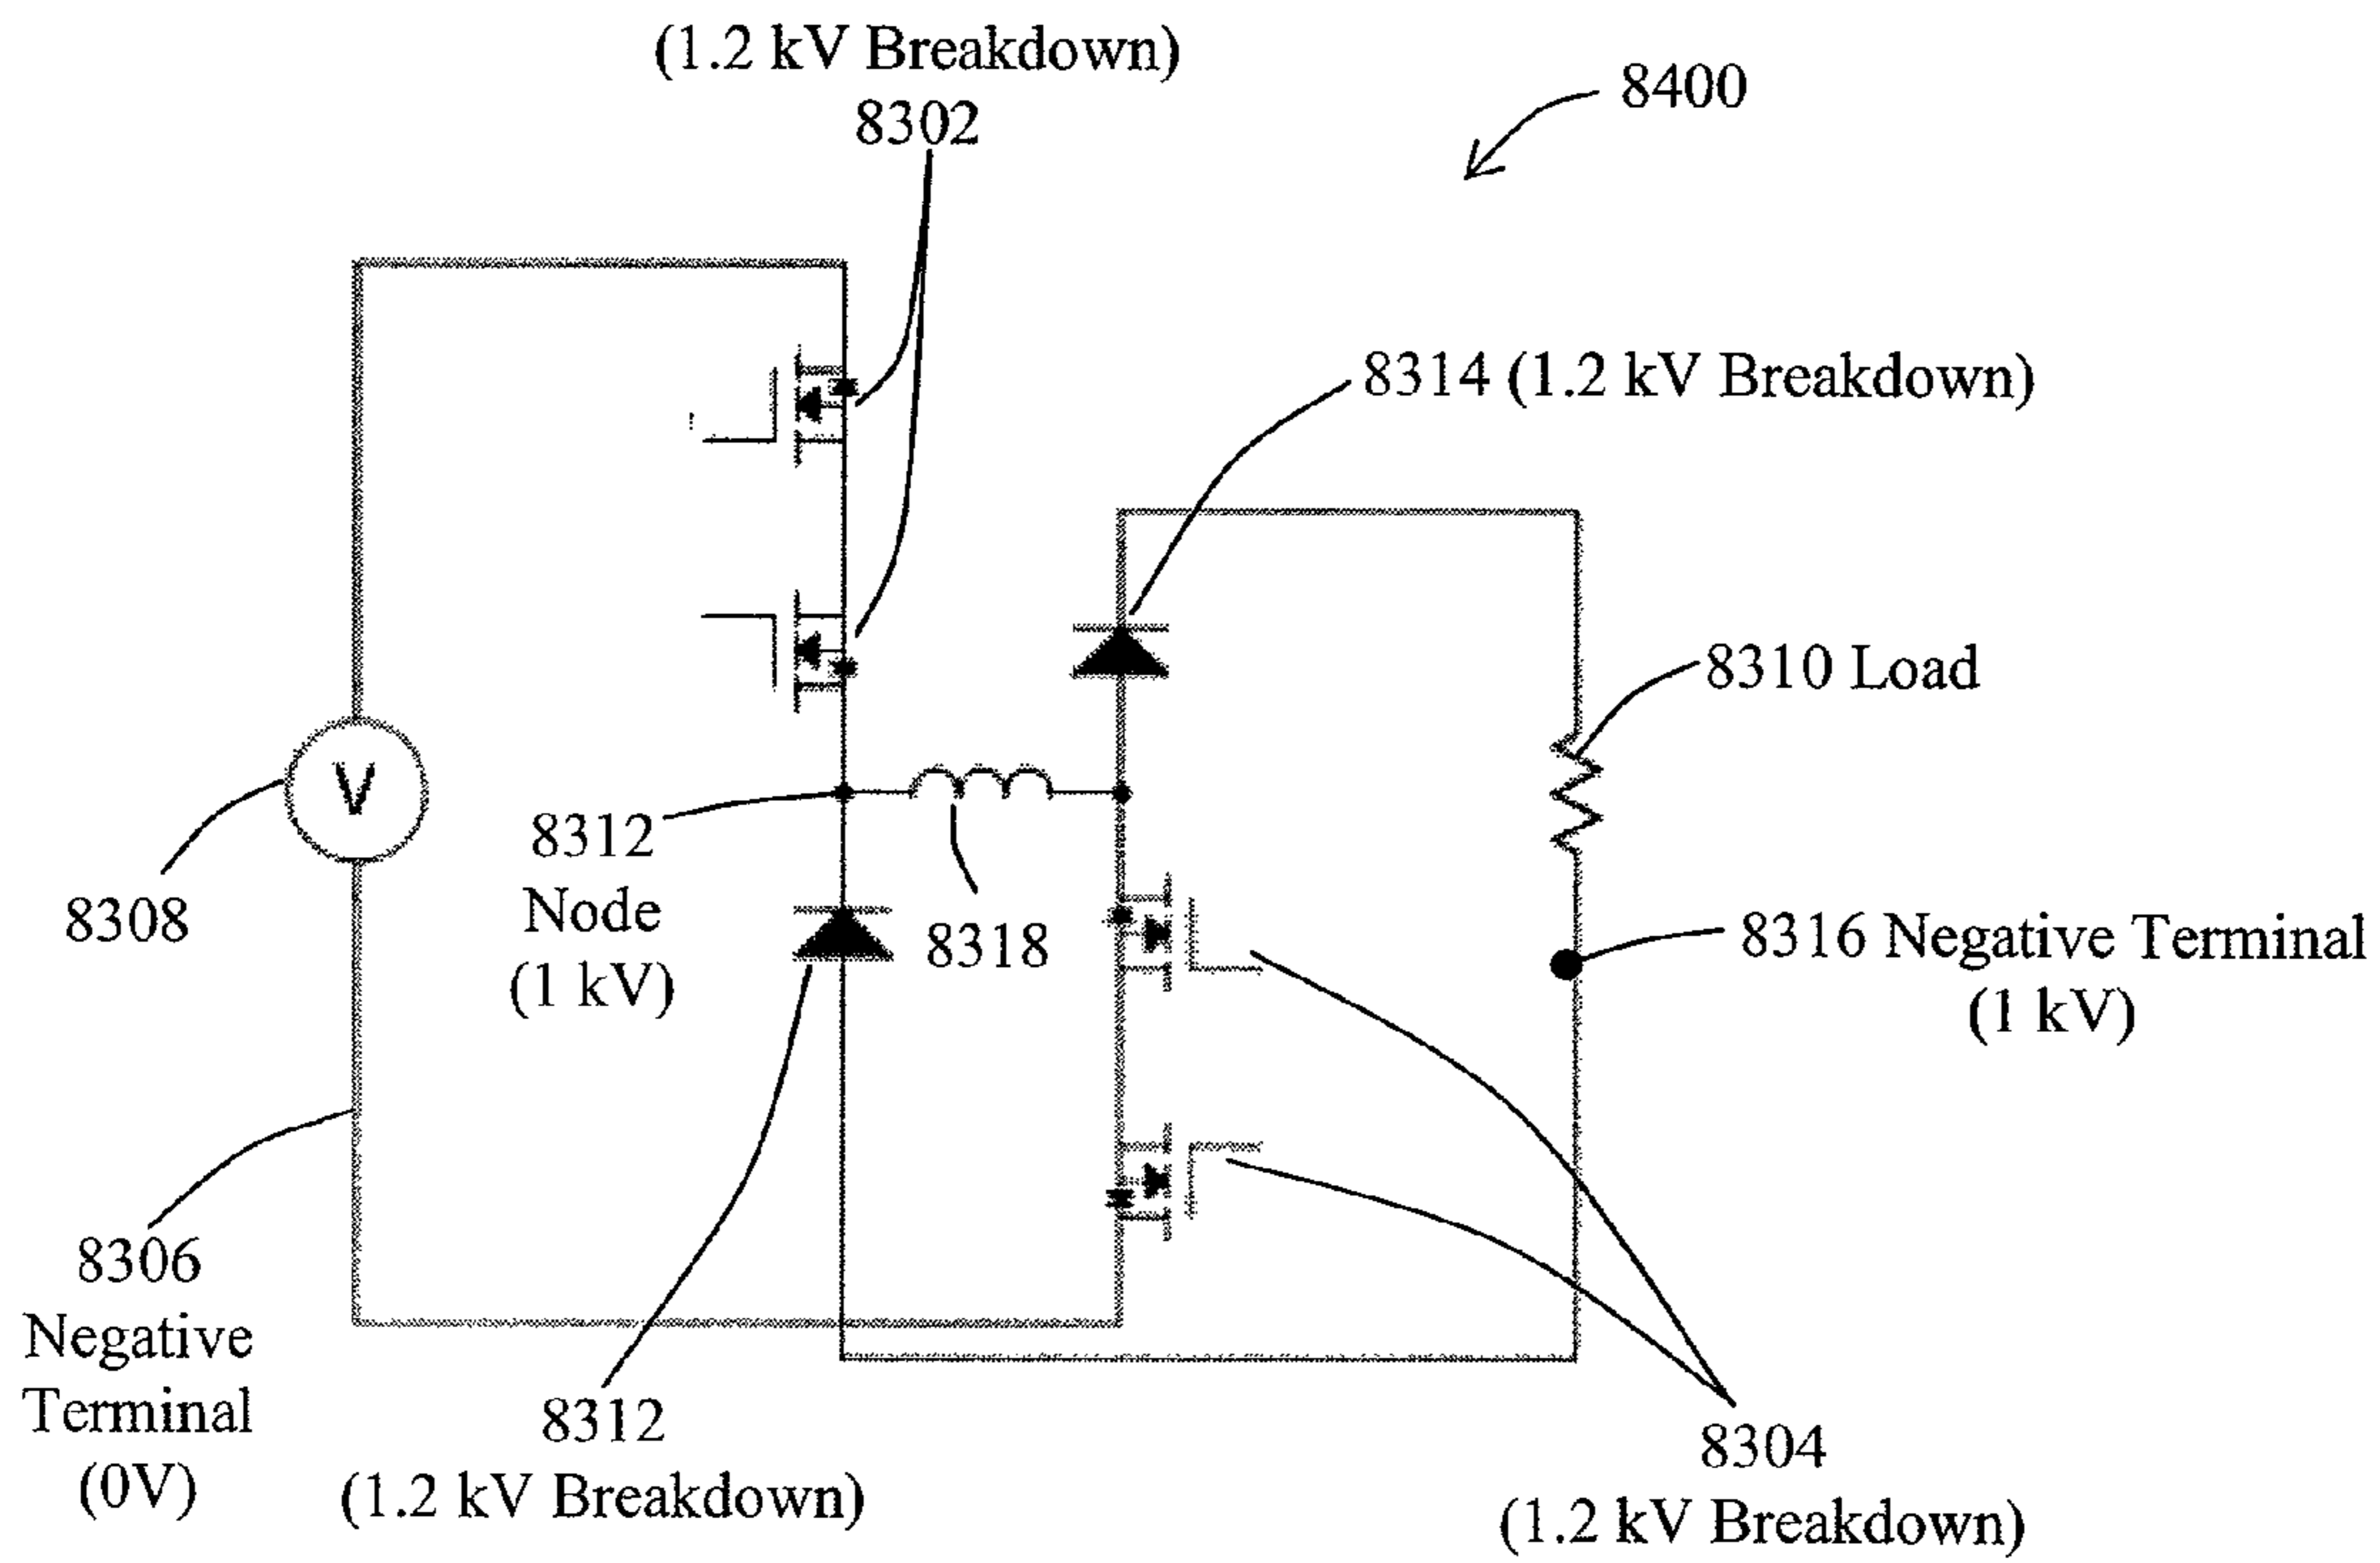 (1.2 kV Breakdown)
8302
8400
8314 (1.2 kV Breakdown)
8310 Load
V
8312
Node
(1 kV)
8308
8318
8316 Negative Terminal
(1 kV)
8306
Negative
Terminal
(0V)
8312
(1.2 kV Breakdown)
8304
(1.2 kV Breakdown)